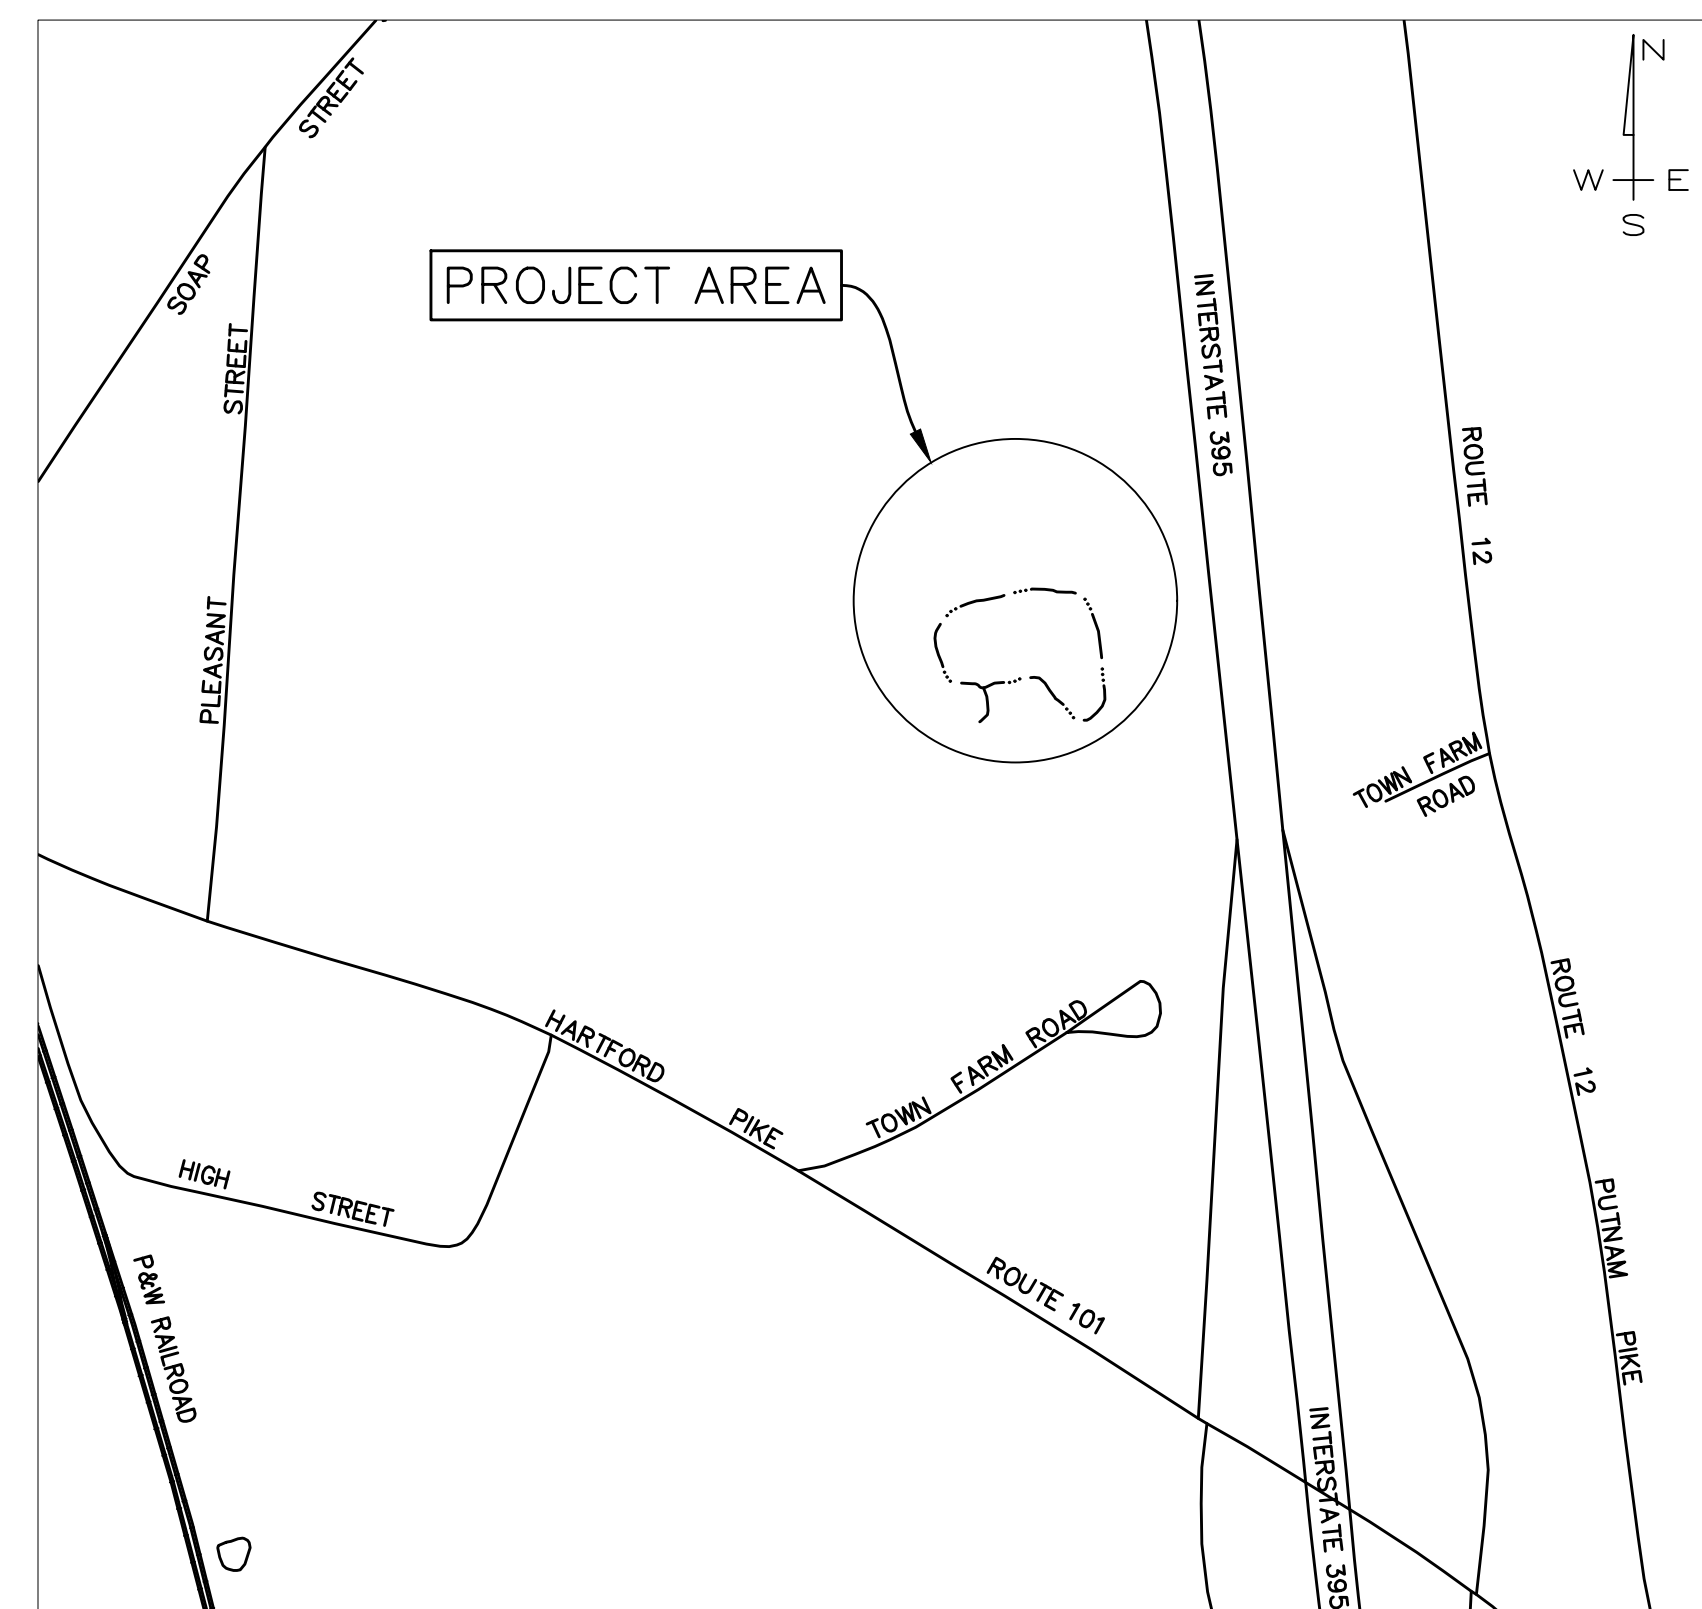 N
W E
S
STREET
SOAP
STREET
PLEASANT
PROJECT AREA
INTERSTATE 395
ROUTE 12
TOWN FARM
ROAD
ROUTE 12
HARTFORD
PIKE
TOWN FARM ROAD
HIGH STREET
P&W RAILROAD
ROUTE 101
PUTNAM PIKE
INTERSTATE 395